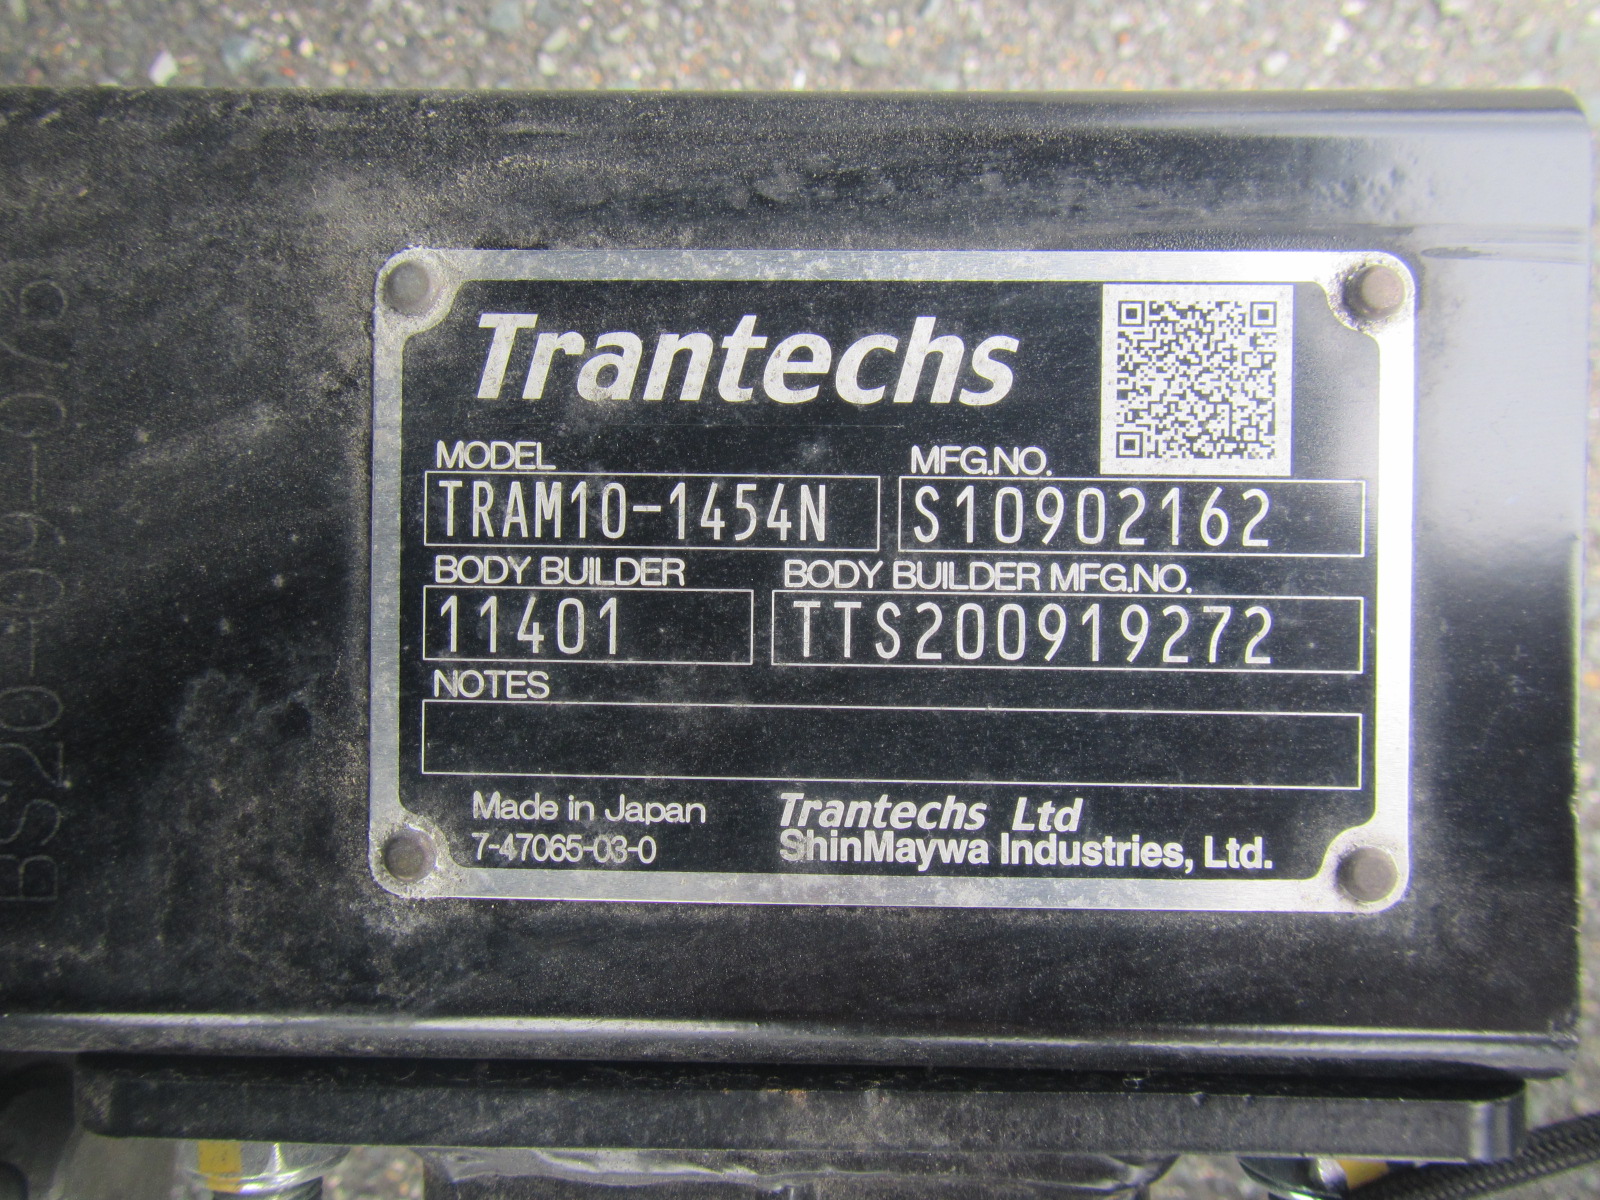 Trantechs
MODEL
MFG.NO.
TRAM10-1454N
S10902162
BODY BUILDER
BODY BUILDER MFG.NO.
11401
TTS200919272
NOTES
Made in Japan
7-47065-03-0
Trantechs Ltd
ShinMaywa Industries, Ltd.